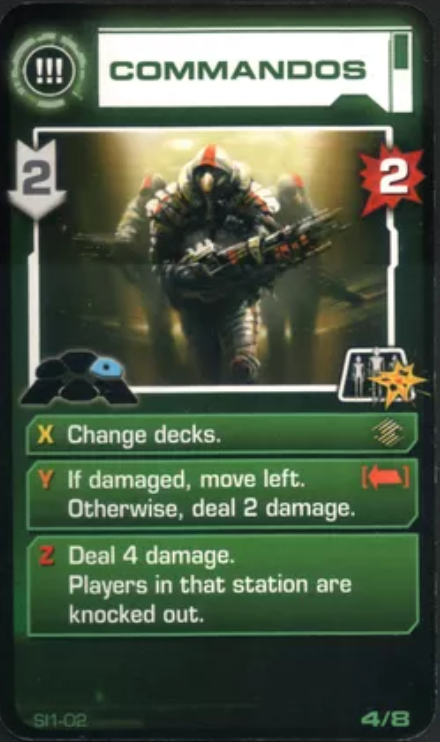 !!!
COMMANDOS
2
2
X Change decks.
Y If damaged, move left.
Otherwise, deal 2 damage.
Z Deal 4 damage.
Players in that station are
knocked out.
SI1-02
4/8